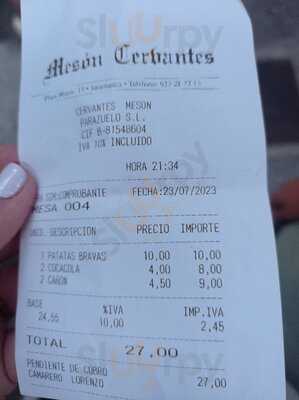 Mesón Cervantes
CERVANTES MESON
PARAZUELO S.L.
CIF B-81548604
IVA 10% INCLUIDO
HORA 21:34
COMPROBANTE FECHA:23/07/2023
MESA 004
UNID. DESCRIPCION PRECIO IMPORTE
1 PATATAS BRAVAS 10,00 10,00
2 COCACOLA 4,00 8,00
2 CAÑON 4,50 9,00
BASE %IVA IMP.IVA
24,55 10,00 2,45
TOTAL 27,00
PENDIENTE DE COBRO 27,00
CAMARERO LORENZO